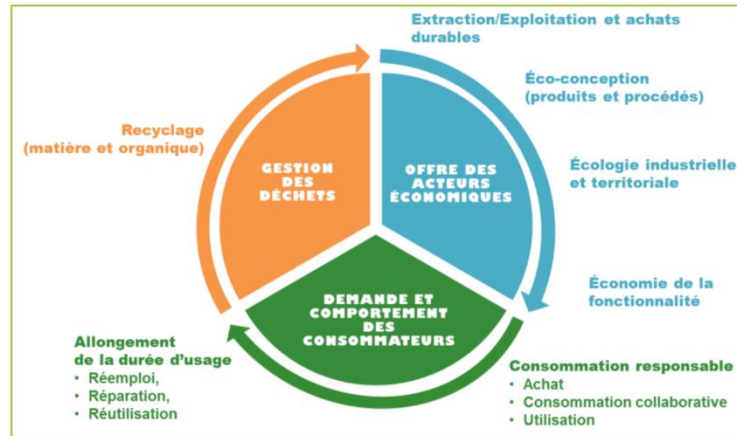 Extraction/Exploitation et achats
durables
Éco-conception
(produits et procédés)
Écologie industrielle
et territoriale
Économie de la
fonctionnalité
OFFRE DES
ACTEURS
ÉCONOMIQUES
Consommation responsable
• Achat
• Consommation collaborative
• Utilisation
DEMANDE ET
COMPORTEMENT
DES
CONSOMMATEURS
Allongement
de la durée d'usage
• Réemploi,
• Réparation,
• Réutilisation
Recyclage
(matière et organique)
GESTION
DES
DÉCHETS